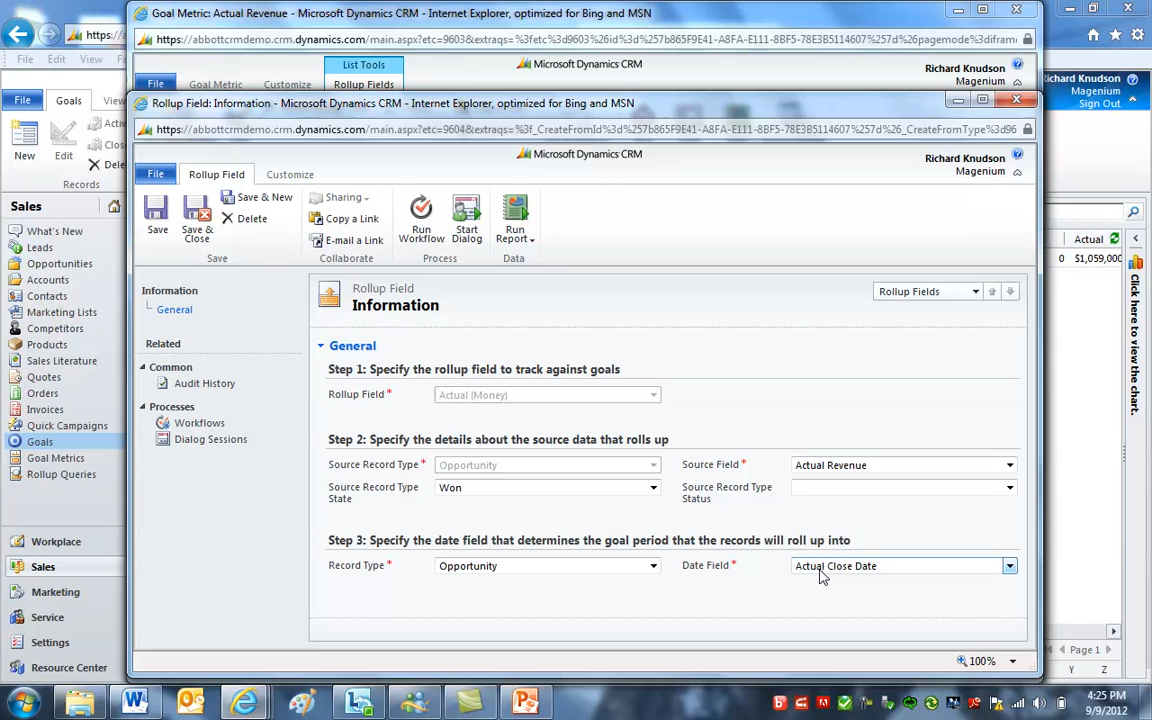 Goal Metric: Actual Revenue - Microsoft Dynamics CRM - Internet Explorer, optimized for Bing and MSN
https://
https://abbottcrmdemo.crm.dynamics.com/main.aspx?etc=9603&extraqs=%3fetc%3d9603%26id%3d%257b865F9E41-A8FA-E111-8BF5-78E3B5114607%257d%26pagemode%3diframe
File Edit View
Microsoft Dynamics CRM
List Tools
Richard Knudson
Magenium
File Goal Metric Customize Rollup Fields
Richard Knudson
Magenium
Sign Out
File Goals View
Rollup Field: Information - Microsoft Dynamics CRM - Internet Explorer, optimized for Bing and MSN
https://abbottcrmdemo.crm.dynamics.com/main.aspx?etc=9604&extraqs=%3f_CreateFromId%3d%257b865F9E41-A8FA-E111-8BF5-78E3B5114607%257d%26_CreateFromType%3d96
Microsoft Dynamics CRM
Richard Knudson
Magenium
File Rollup Field Customize
New
Edit
Records
Save
Save &
Close
Save & New
Delete
Save
Sharing
Copy a Link
E-mail a Link
Collaborate
Run
Workflow
Start
Dialog
Process
Run
Report
Data
Sales
What's New
Leads
Opportunities
Accounts
Contacts
Marketing Lists
Competitors
Products
Sales Literature
Quotes
Orders
Invoices
Quick Campaigns
Goals
Goal Metrics
Rollup Queries
Workplace
Sales
Marketing
Service
Settings
Resource Center
Information
General
Related
Common
Audit History
Processes
Workflows
Dialog Sessions
Rollup Field
Information
Rollup Fields
General
Step 1: Specify the rollup field to track against goals
Rollup Field * Actual (Money)
Step 2: Specify the details about the source data that rolls up
Source Record Type * Opportunity Source Field * Actual Revenue
Source Record Type
State Won
Source Record Type
Status
Step 3: Specify the date field that determines the goal period that the records will roll up into
Record Type * Opportunity Date Field * Actual Close Date
100%
Actual
0 $1,059,000
Click here to view the chart.
Page 1
Y Z
4:25 PM
9/9/2012